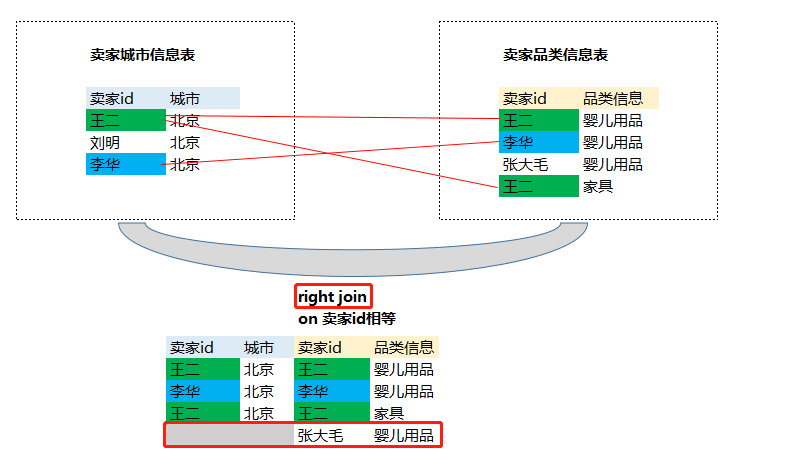 卖家城市信息表
卖家id 城市
王二 北京
刘明 北京
李华 北京
卖家品类信息表
卖家id 品类信息
王二 婴儿用品
李华 婴儿用品
张大毛 婴儿用品
王二 家具
right join
on 卖家id相等
卖家id 城市 卖家id 品类信息
王二 北京 王二 婴儿用品
李华 北京 李华 婴儿用品
王二 北京 王二 家具
张大毛 婴儿用品